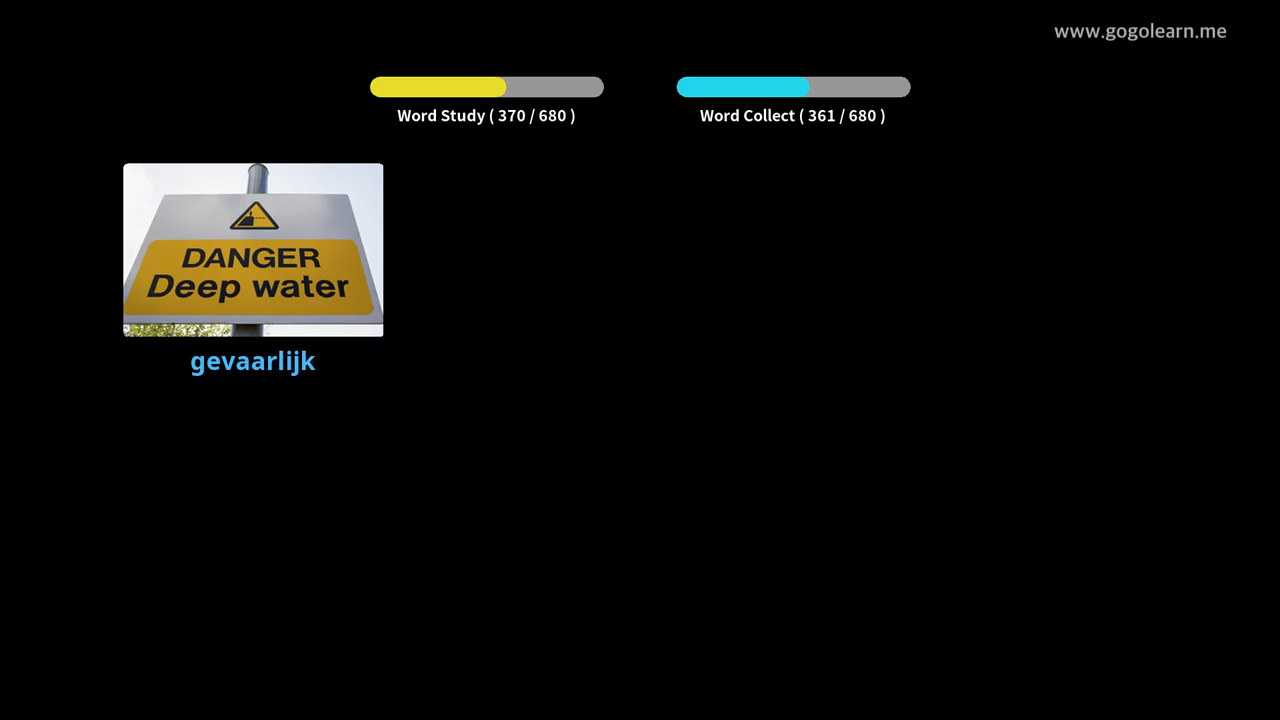 www.gogolearn.me
Word Study ( 370 / 680 )
Word Collect ( 361 / 680 )
DANGER
Deep water
gevaarlijk